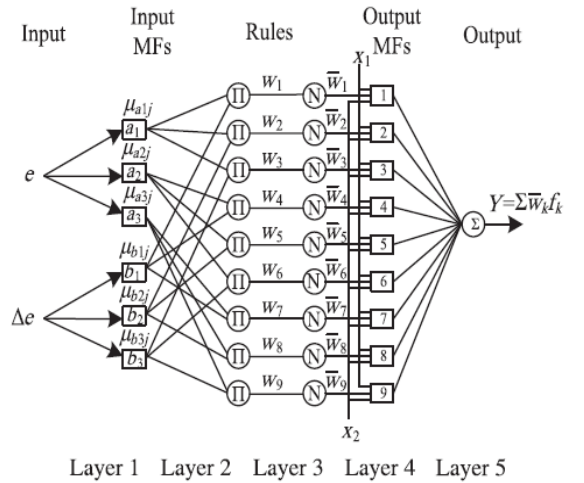 Input
Input MFs
Rules
Output MFs
Output
X₁
μₐ₁ⱼ
a₁
μₐ₂ⱼ
a₂
μₐ₃ⱼ
a₃
e
μb1j
b₁
μb2j
b₂
μb3j
b₃
Δe
Π w₁ N w̅₁ 1
Π w₂ N w̅₂ 2
Π w₃ N w̅₃ 3
Π w₄ N w̅₄ 4
Π w₅ N w̅₅ 5
Π w₆ N w̅₆ 6
Π w₇ N w̅₇ 7
Π w₈ N w̅₈ 8
Π w₉ N w̅₉ 9
Σ
Y=Σw̅ₖfₖ
X₂
Layer 1 Layer 2 Layer 3 Layer 4 Layer 5